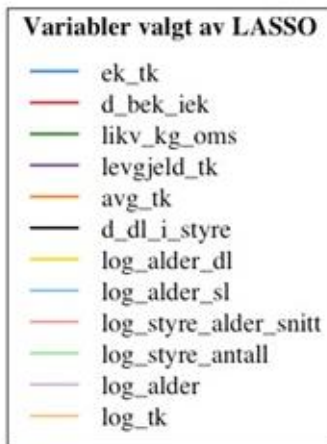 Variabler valgt av LASSO
ek_tk
d_bek_iek
likv_kg_oms
levgjeld_tk
avg_tk
d_dl_i_styre
log_alder_dl
log_alder_sl
log_styre_alder_snitt
log_styre_antall
log_alder
log_tk